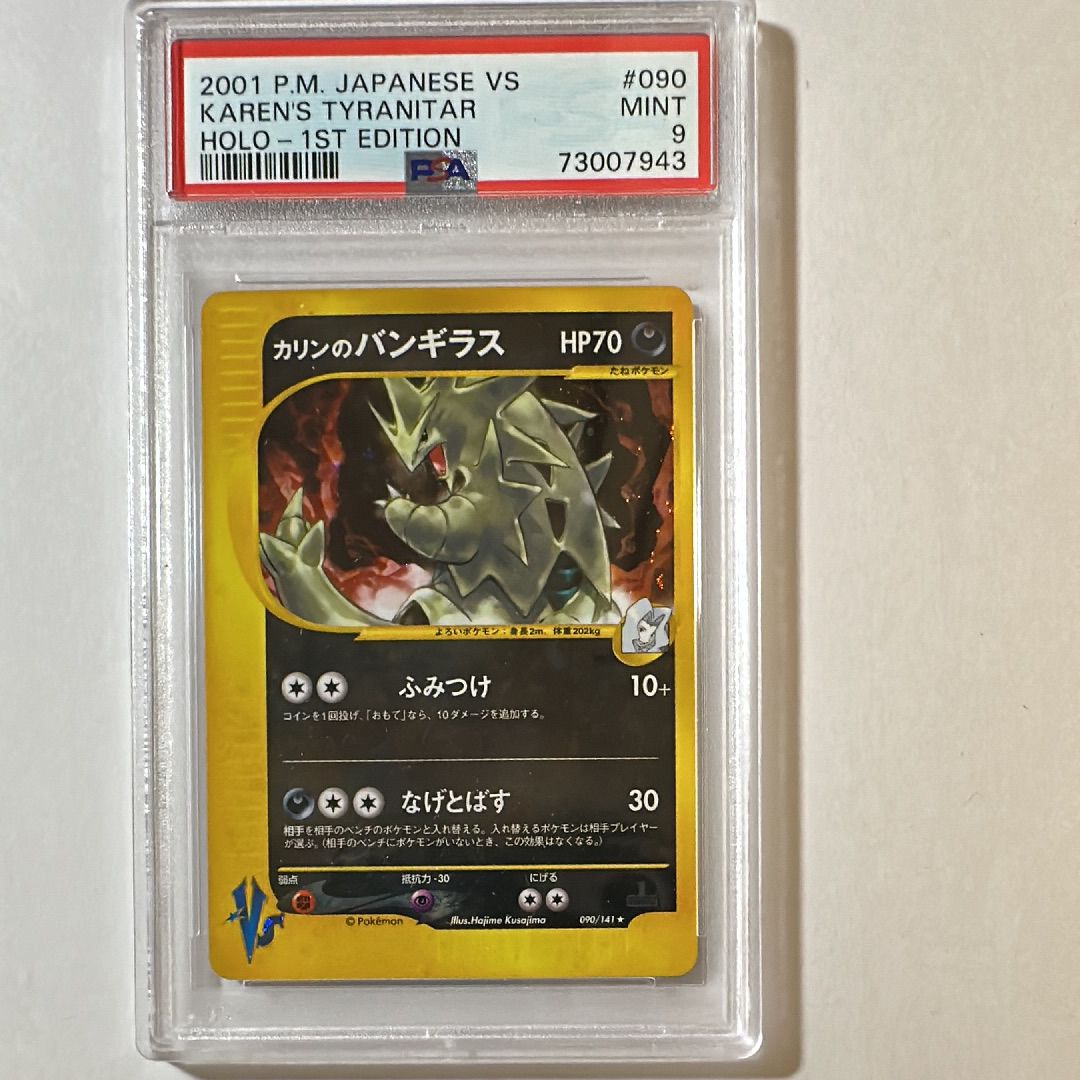 2001 P.M. JAPANESE VS #090
KAREN'S TYRANITAR MINT
HOLO – 1ST EDITION 9
PSA 73007943
カリンのバンギラス HP70
たねポケモン
よろいポケモン：身長2m、体重202kg
ふみつけ 10+
コインを1回投げ、「おもて」なら、10ダメージを追加する。
なげとばす 30
相手を相手のベンチのポケモンと入れ替える。入れ替えるポケモンは相手プレイヤー
が選ぶ。（相手のベンチにポケモンがいないとき、この効果はなくなる。）
弱点 抵抗力-30 にげる
VS
©Pokémon Illus.Hajime Kusajima 090/141★